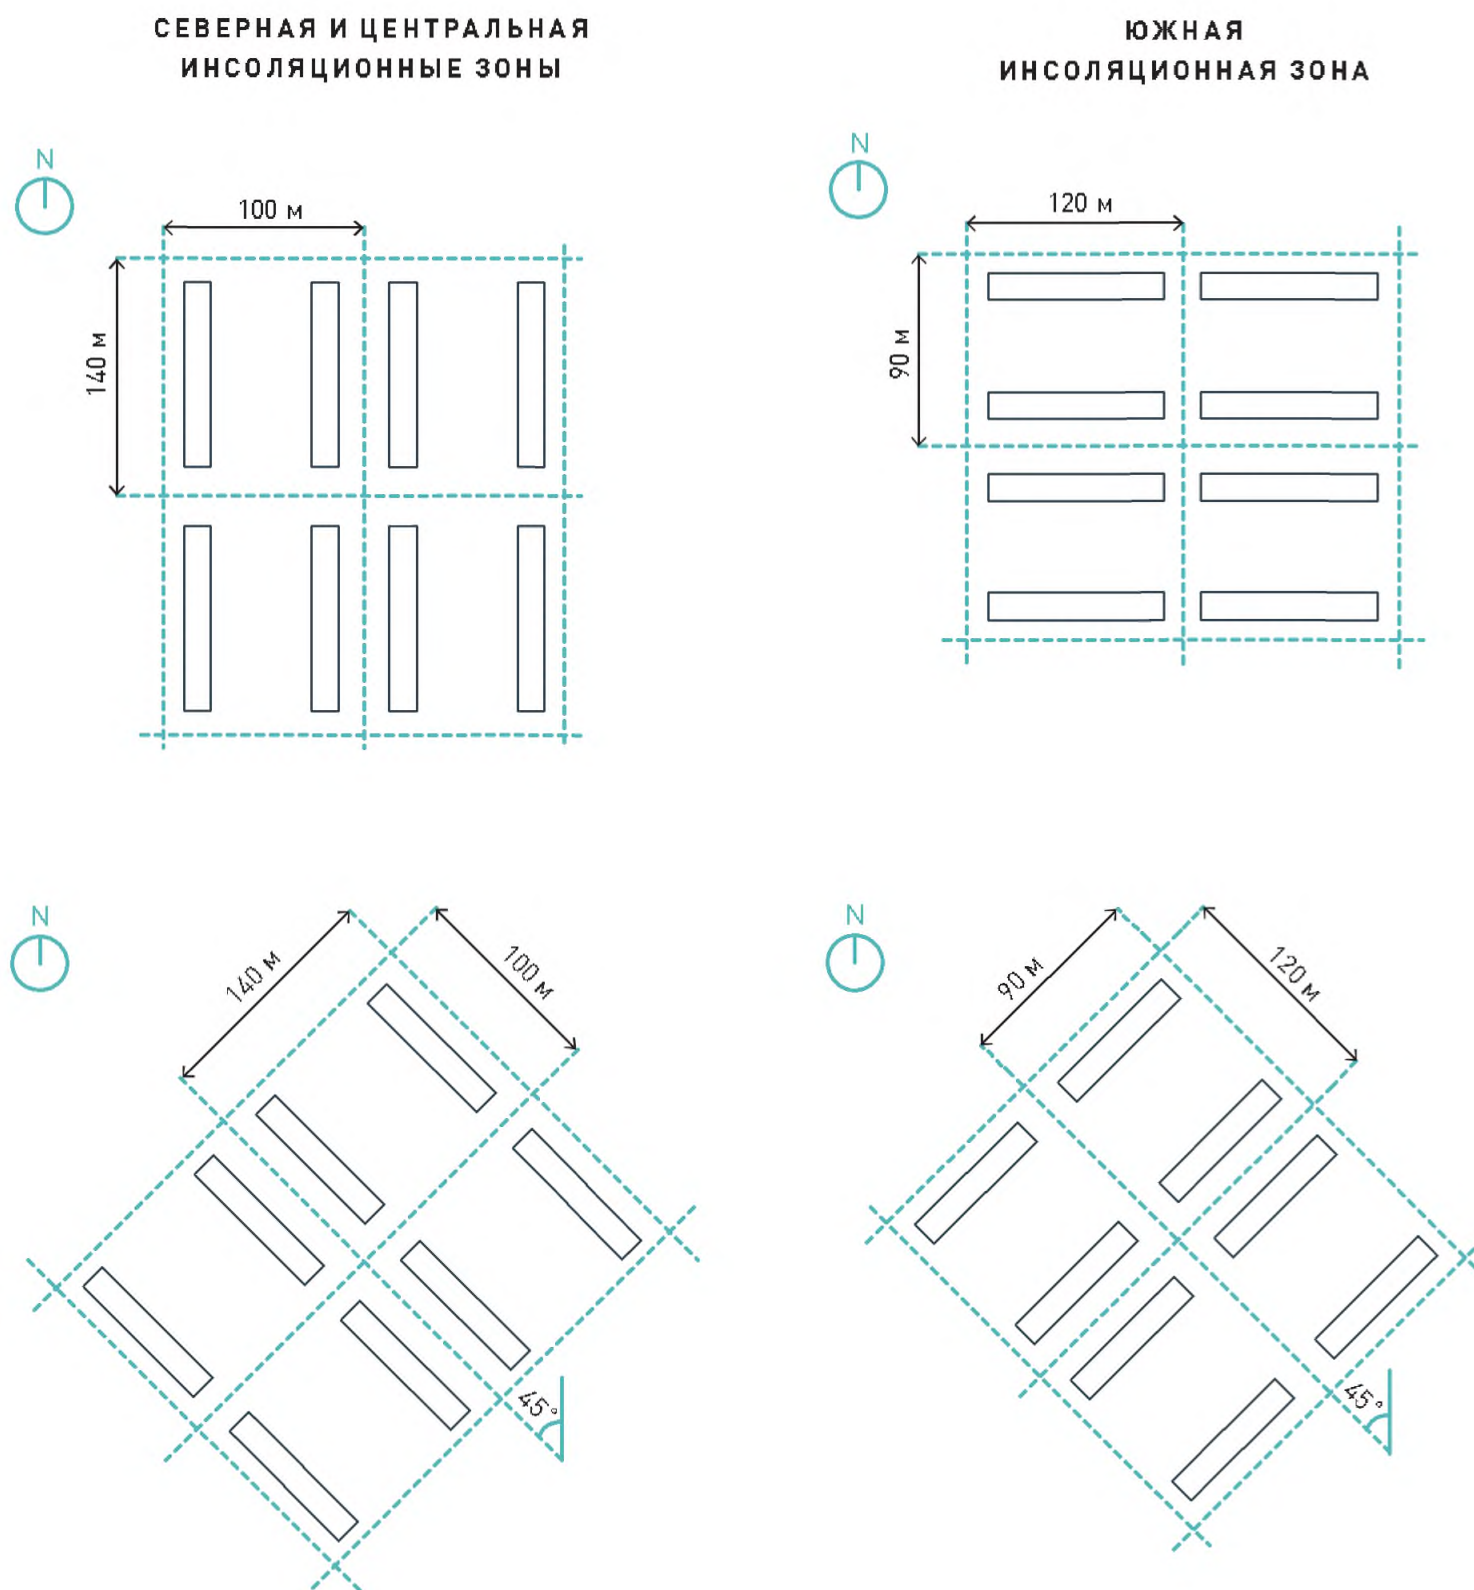 СЕВЕРНАЯ И ЦЕНТРАЛЬНАЯ
ИНСОЛЯЦИОННЫЕ ЗОНЫ
ЮЖНАЯ
ИНСОЛЯЦИОННАЯ ЗОНА
N
100 м
140 м
N
120 м
90 м
N
140 м
100 м
45°
N
90 м
120 м
45°